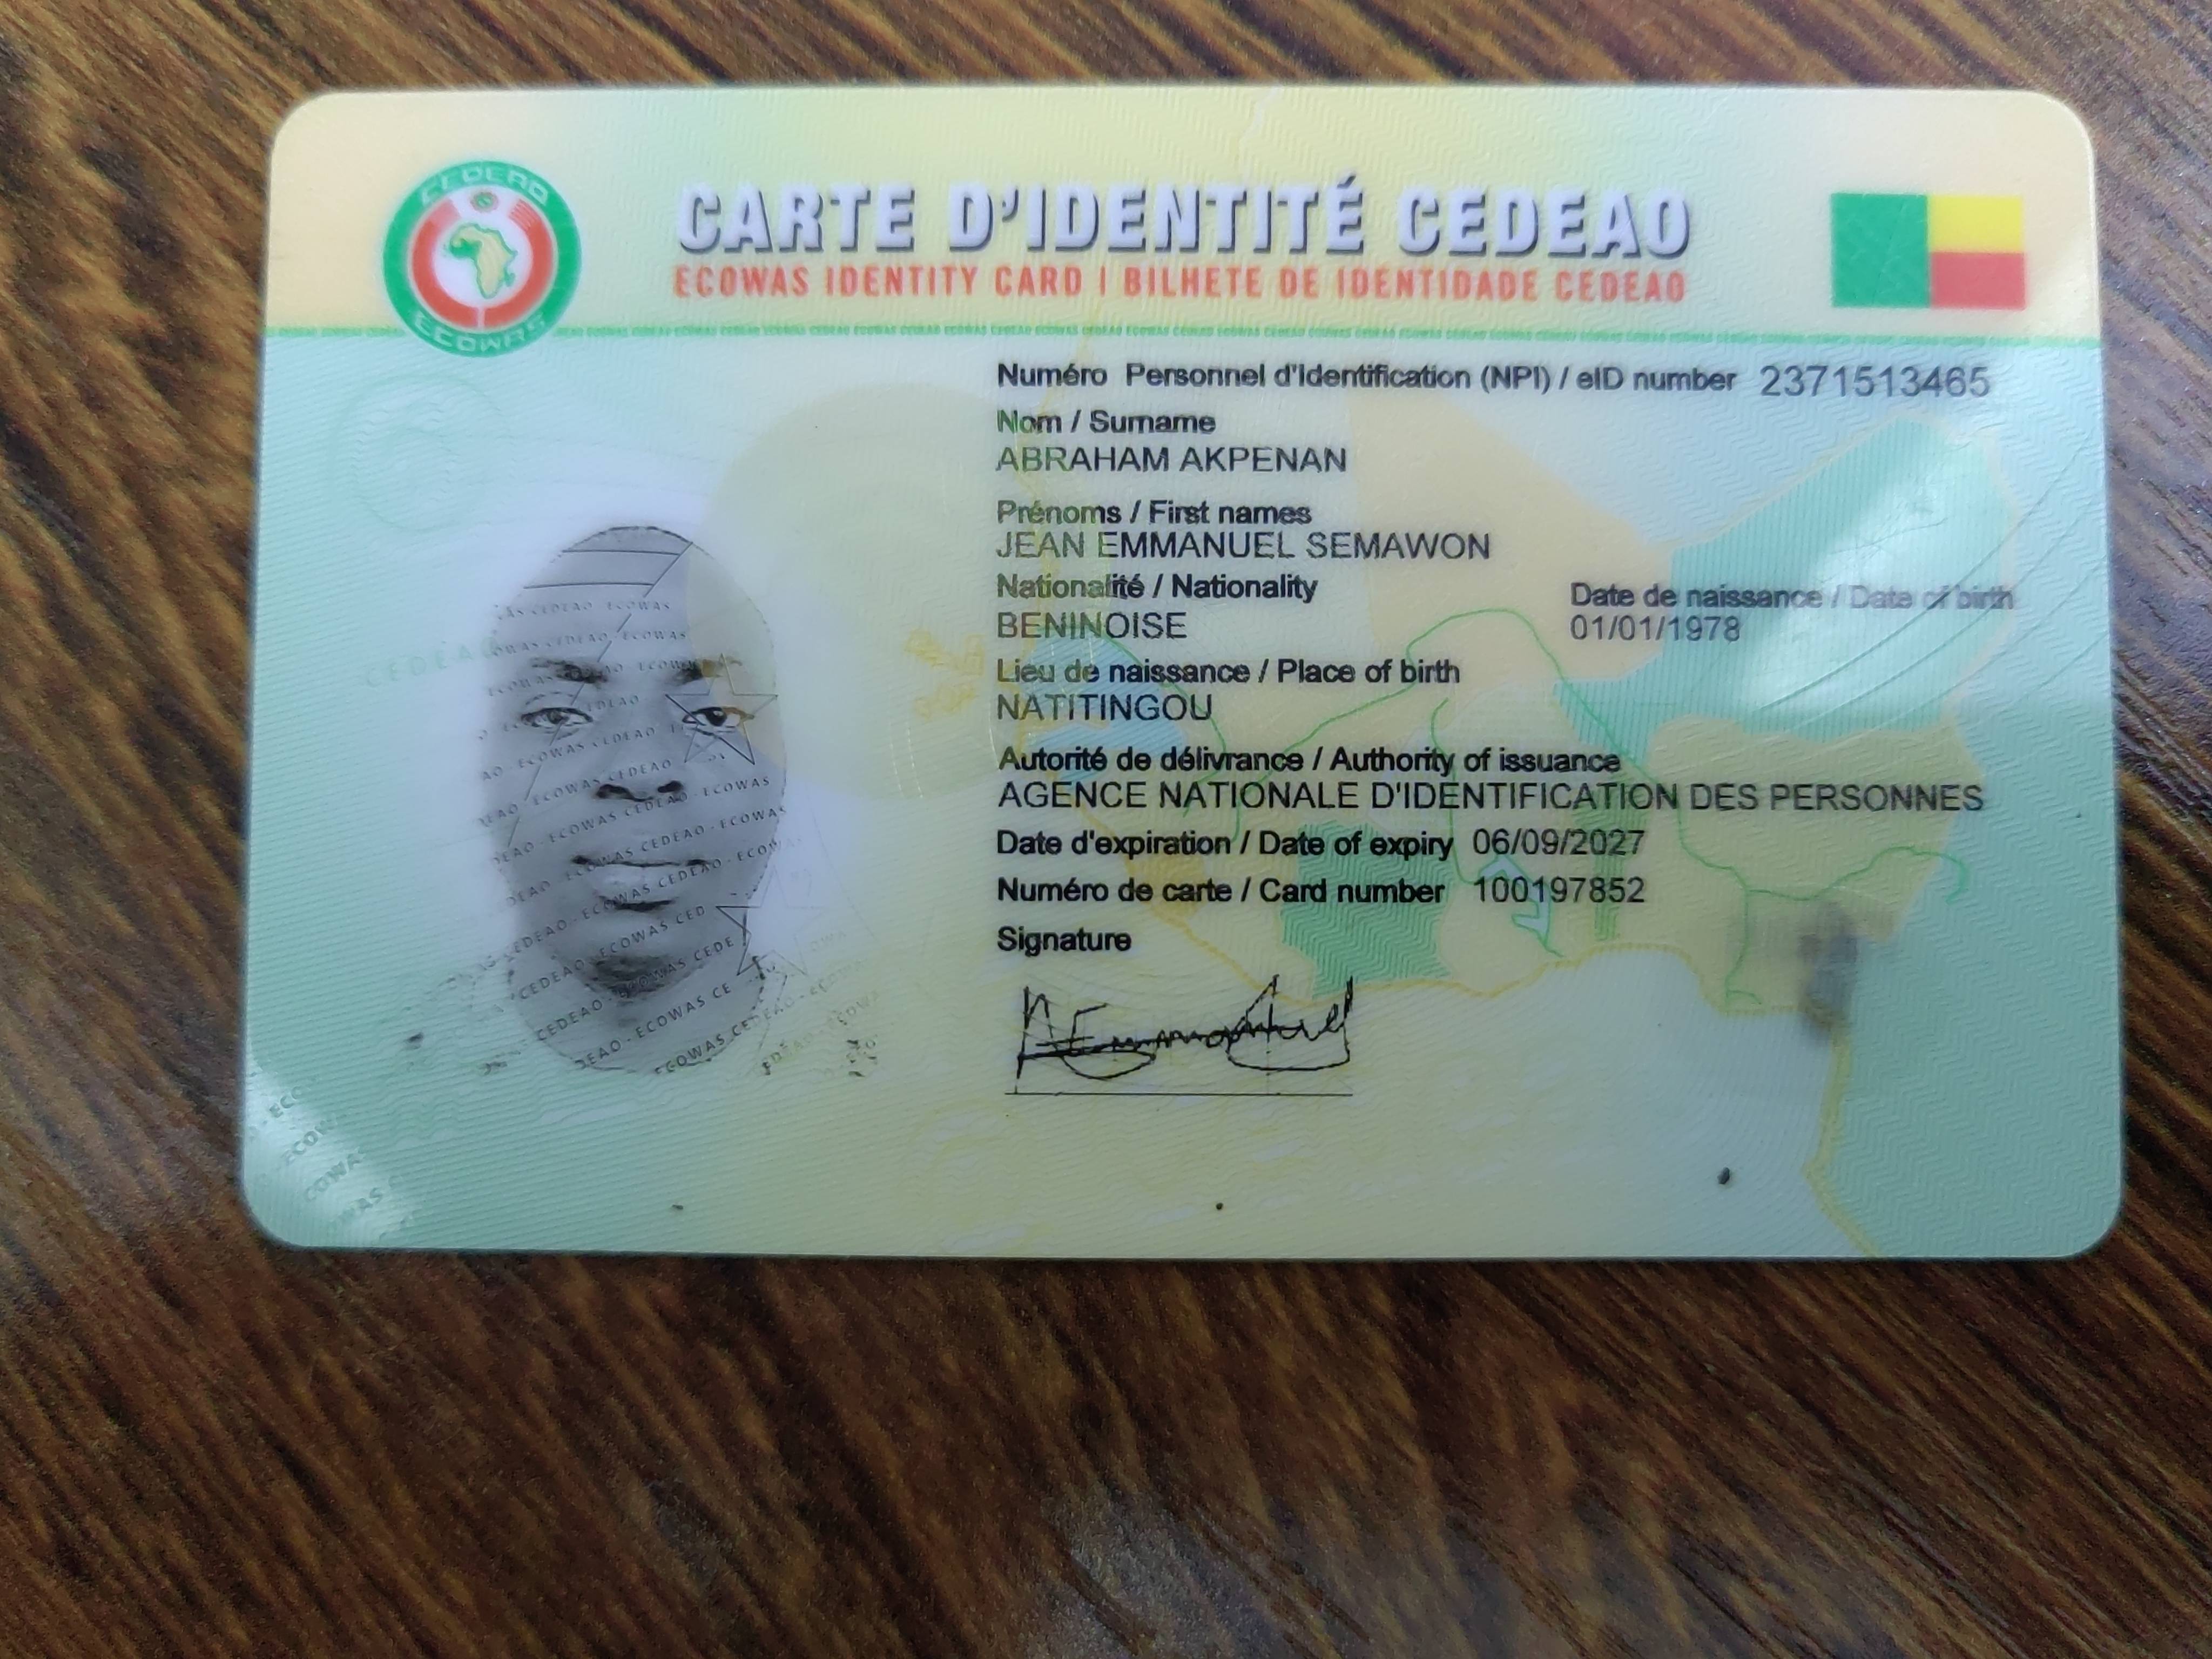 CEDEAO
ECOWAS
CARTE D'IDENTITÉ CEDEAO
ECOWAS IDENTITY CARD | BILHETE DE IDENTIDADE CEDEAO
Numéro Personnel d'Identification (NPI) / eID number 2371513465
Nom / Surname
ABRAHAM AKPENAN
Prénoms / First names
JEAN EMMANUEL SEMAWON
Nationalité / Nationality
BENINOISE
Date de naissance / Date of birth
01/01/1978
Lieu de naissance / Place of birth
NATITINGOU
Autorité de délivrance / Authority of issuance
AGENCE NATIONALE D'IDENTIFICATION DES PERSONNES
Date d'expiration / Date of expiry 06/09/2027
Numéro de carte / Card number 100197852
Signature